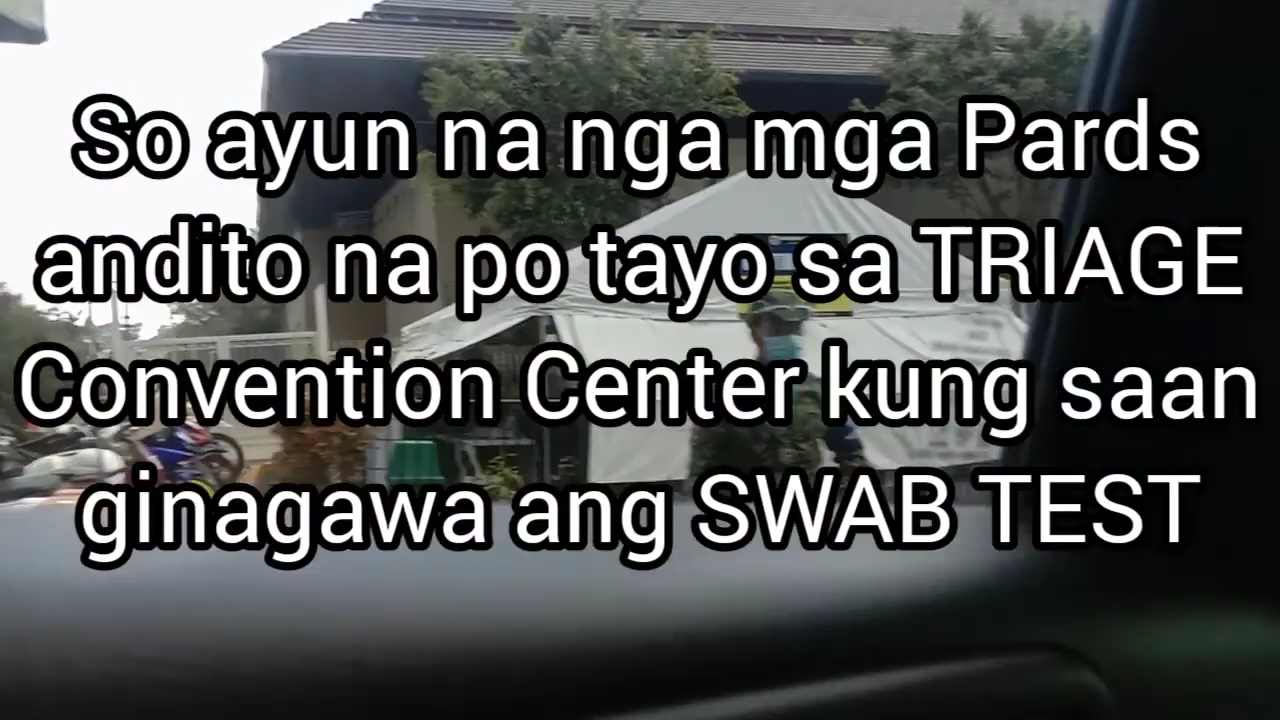 So ayun na nga mga Pards
andito na po tayo sa TRIAGE
Convention Center kung saan
ginagawa ang SWAB TEST